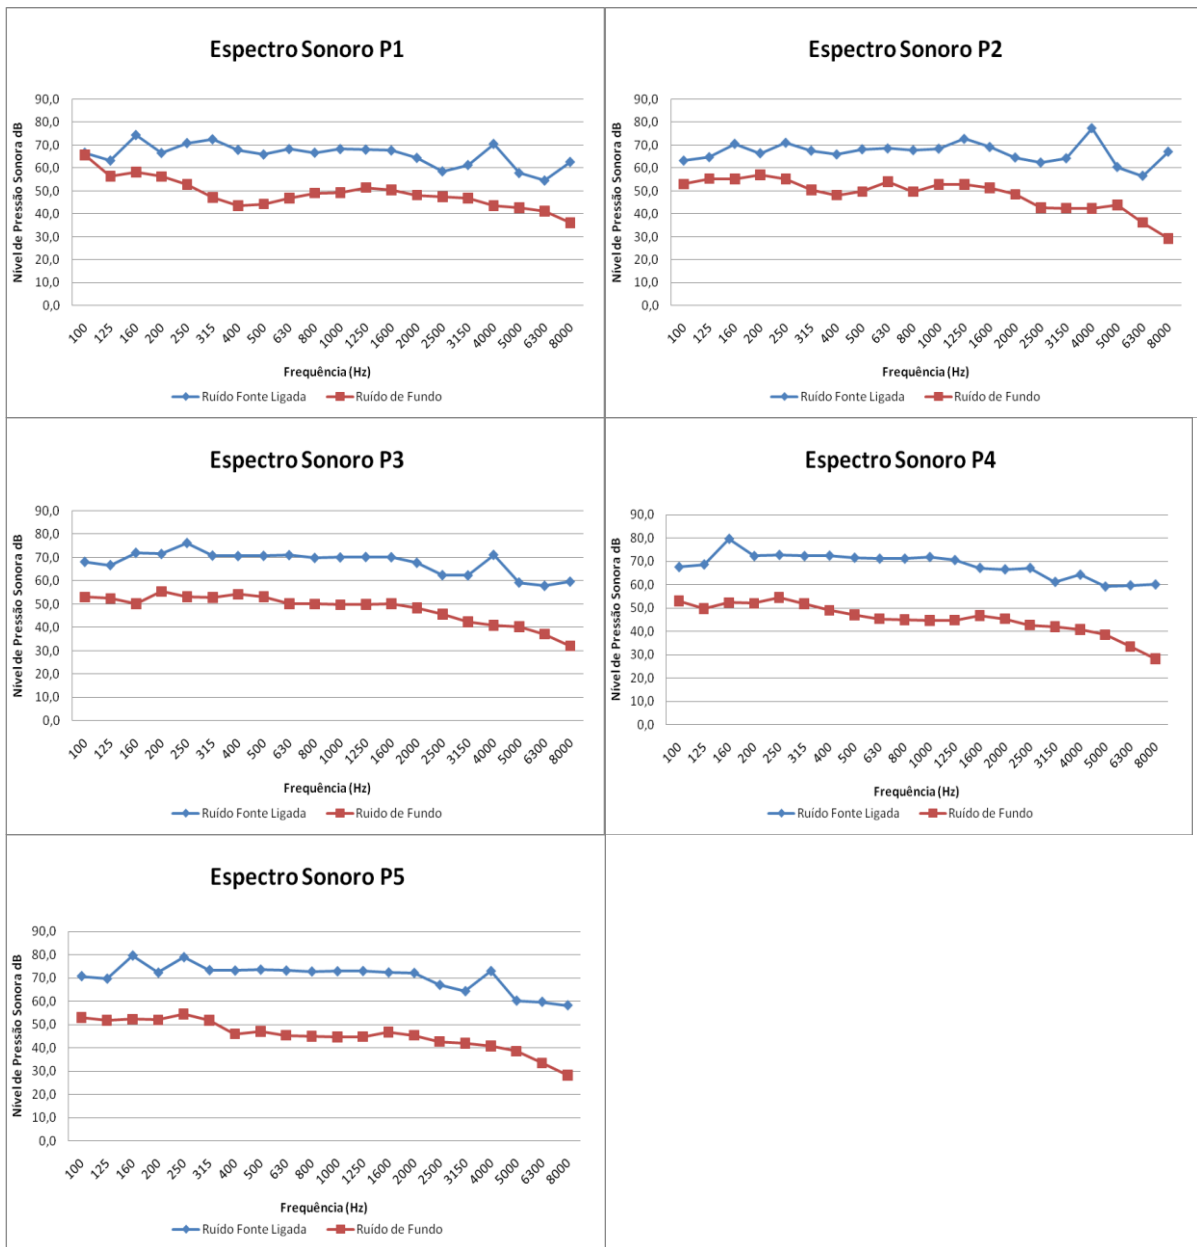 Espectro Sonoro P1
Nível de Pressão Sonora dB
90,0
80,0
70,0
60,0
50,0
40,0
30,0
20,0
10,0
0,0
100 125 160 200 250 315 400 500 630 800 1000 1250 1600 2000 2500 3150 4000 5000 6300 8000
Frequência (Hz)
Ruído Fonte Ligada Ruído de Fundo
Espectro Sonoro P2
Nível de Pressão Sonora dB
90,0
80,0
70,0
60,0
50,0
40,0
30,0
20,0
10,0
0,0
100 125 160 200 250 315 400 500 630 800 1000 1250 1600 2000 2500 3150 4000 5000 6300 8000
Frequência (Hz)
Ruído Fonte Ligada Ruído de Fundo
Espectro Sonoro P3
Nível de Pressão Sonora dB
90,0
80,0
70,0
60,0
50,0
40,0
30,0
20,0
10,0
0,0
100 125 160 200 250 315 400 500 630 800 1000 1250 1600 2000 2500 3150 4000 5000 6300 8000
Frequência (Hz)
Ruído Fonte Ligada Ruido de Fundo
Espectro Sonoro P4
Nível de Pressão Sonora dB
90,0
80,0
70,0
60,0
50,0
40,0
30,0
20,0
10,0
0,0
100 125 160 200 250 315 400 500 630 800 1000 1250 1600 2000 2500 3150 4000 5000 6300 8000
Frequência (Hz)
Ruído Fonte Ligada Ruído de Fundo
Espectro Sonoro P5
Nível de Pressão Sonora dB
90,0
80,0
70,0
60,0
50,0
40,0
30,0
20,0
10,0
0,0
100 125 160 200 250 315 400 500 630 800 1000 1250 1600 2000 2500 3150 4000 5000 6300 8000
Frequência (Hz)
Ruído Fonte Ligada Ruído de Fundo